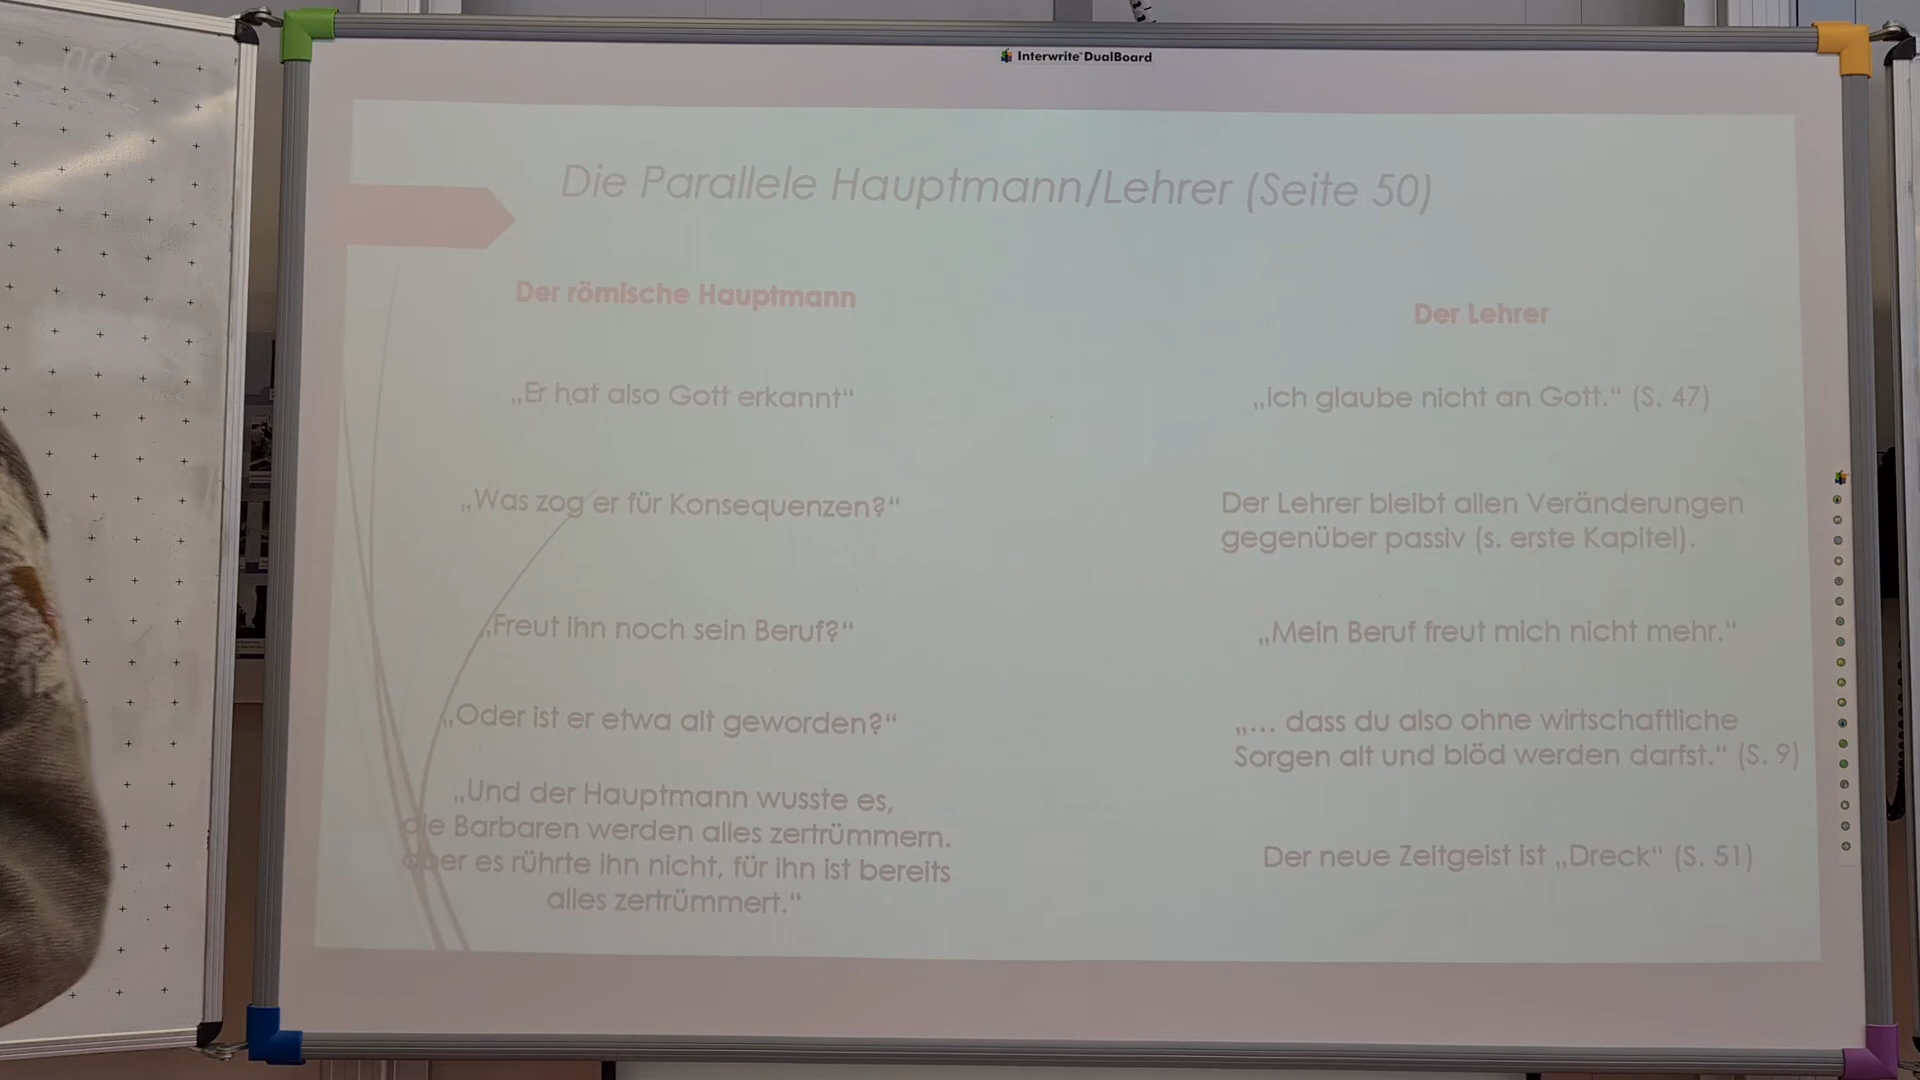 Interwrite DualBoard
Die Parallele Hauptmann/Lehrer (Seite 50)
Der römische Hauptmann
„Er hat also Gott erkannt“
„Was zog er für Konsequenzen?“
„Freut ihn noch sein Beruf?“
„Oder ist er etwa alt geworden?“
„Und der Hauptmann wusste es,
die Barbaren werden alles zertrümmern.
aber es rührte ihn nicht, für ihn ist bereits
alles zertrümmert.“
Der Lehrer
„Ich glaube nicht an Gott.“ (S. 47)
Der Lehrer bleibt allen Veränderungen
gegenüber passiv (s. erste Kapitel).
„Mein Beruf freut mich nicht mehr.“
„... dass du also ohne wirtschaftliche
Sorgen alt und blöd werden darfst.“ (S. 9)
Der neue Zeitgeist ist „Dreck“ (S. 51)